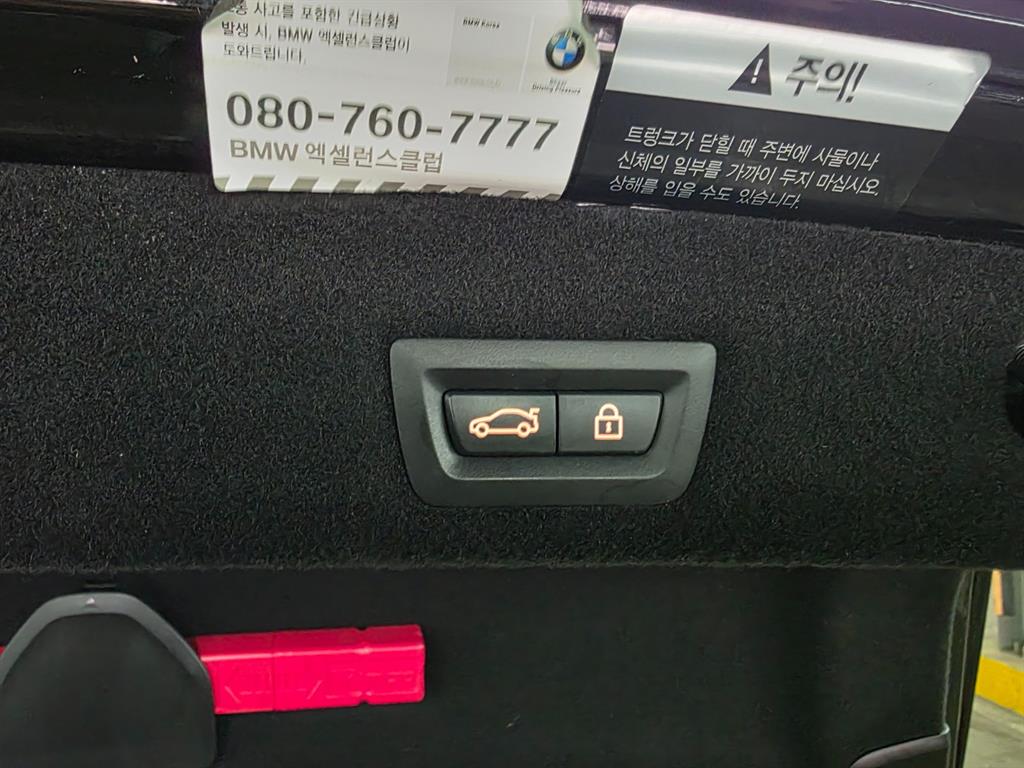 사고를 포함한 긴급상황
발생 시, BMW 엑셀런스클럽이
도와드립니다.
BMW Korea
Driving Pleasure
080-760-7777
BMW 엑셀런스클럽
주의!
트렁크가 닫힐 때 주변에 사물이나
신체의 일부를 가까이 두지 마십시오.
상해를 입을 수도 있습니다.